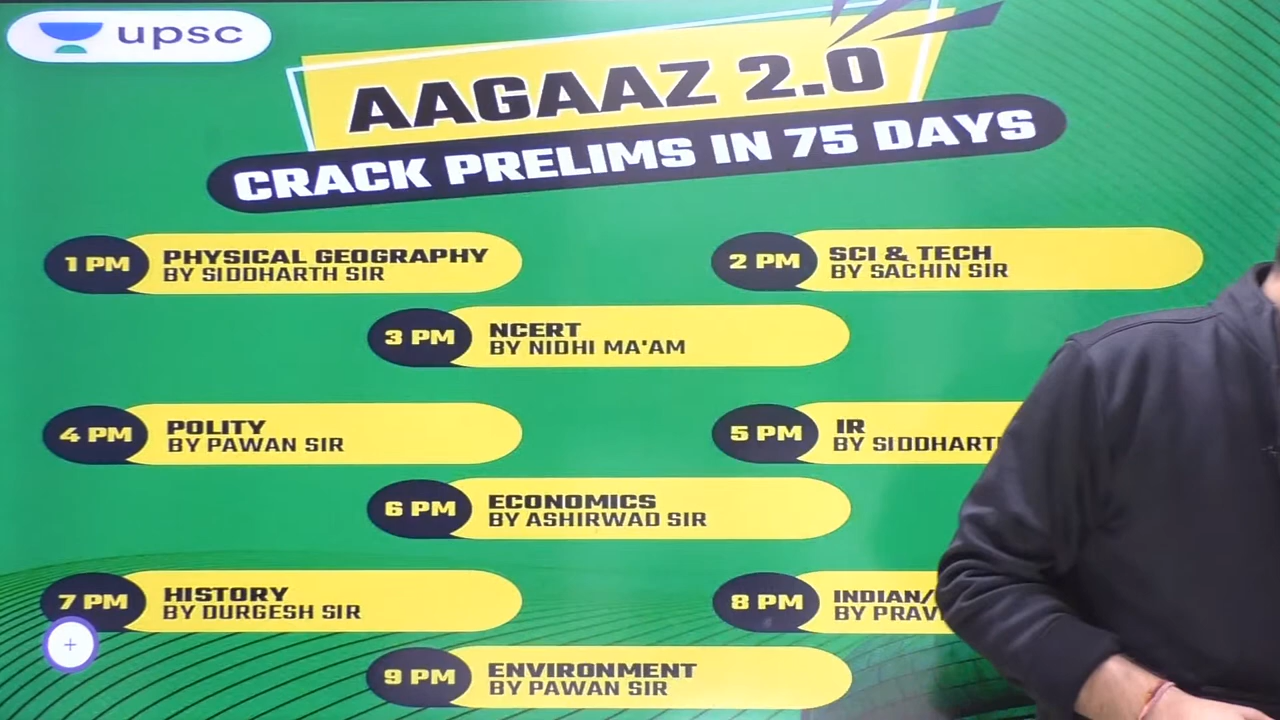 upsc
AAGAAZ 2.0
CRACK PRELIMS IN 75 DAYS
1 PM
PHYSICAL GEOGRAPHY
BY SIDDHARTH SIR
2 PM
SCI & TECH
BY SACHIN SIR
3 PM
NCERT
BY NIDHI MA'AM
4 PM
POLITY
BY PAWAN SIR
5 PM
IR
BY
6 PM
ECONOMICS
BY ASHIRWAD SIR
7 PM
HISTORY
BY DURGESH SIR
8 PM
INDIAN/
BY
9 PM
ENVIRONMENT
BY PAWAN SIR